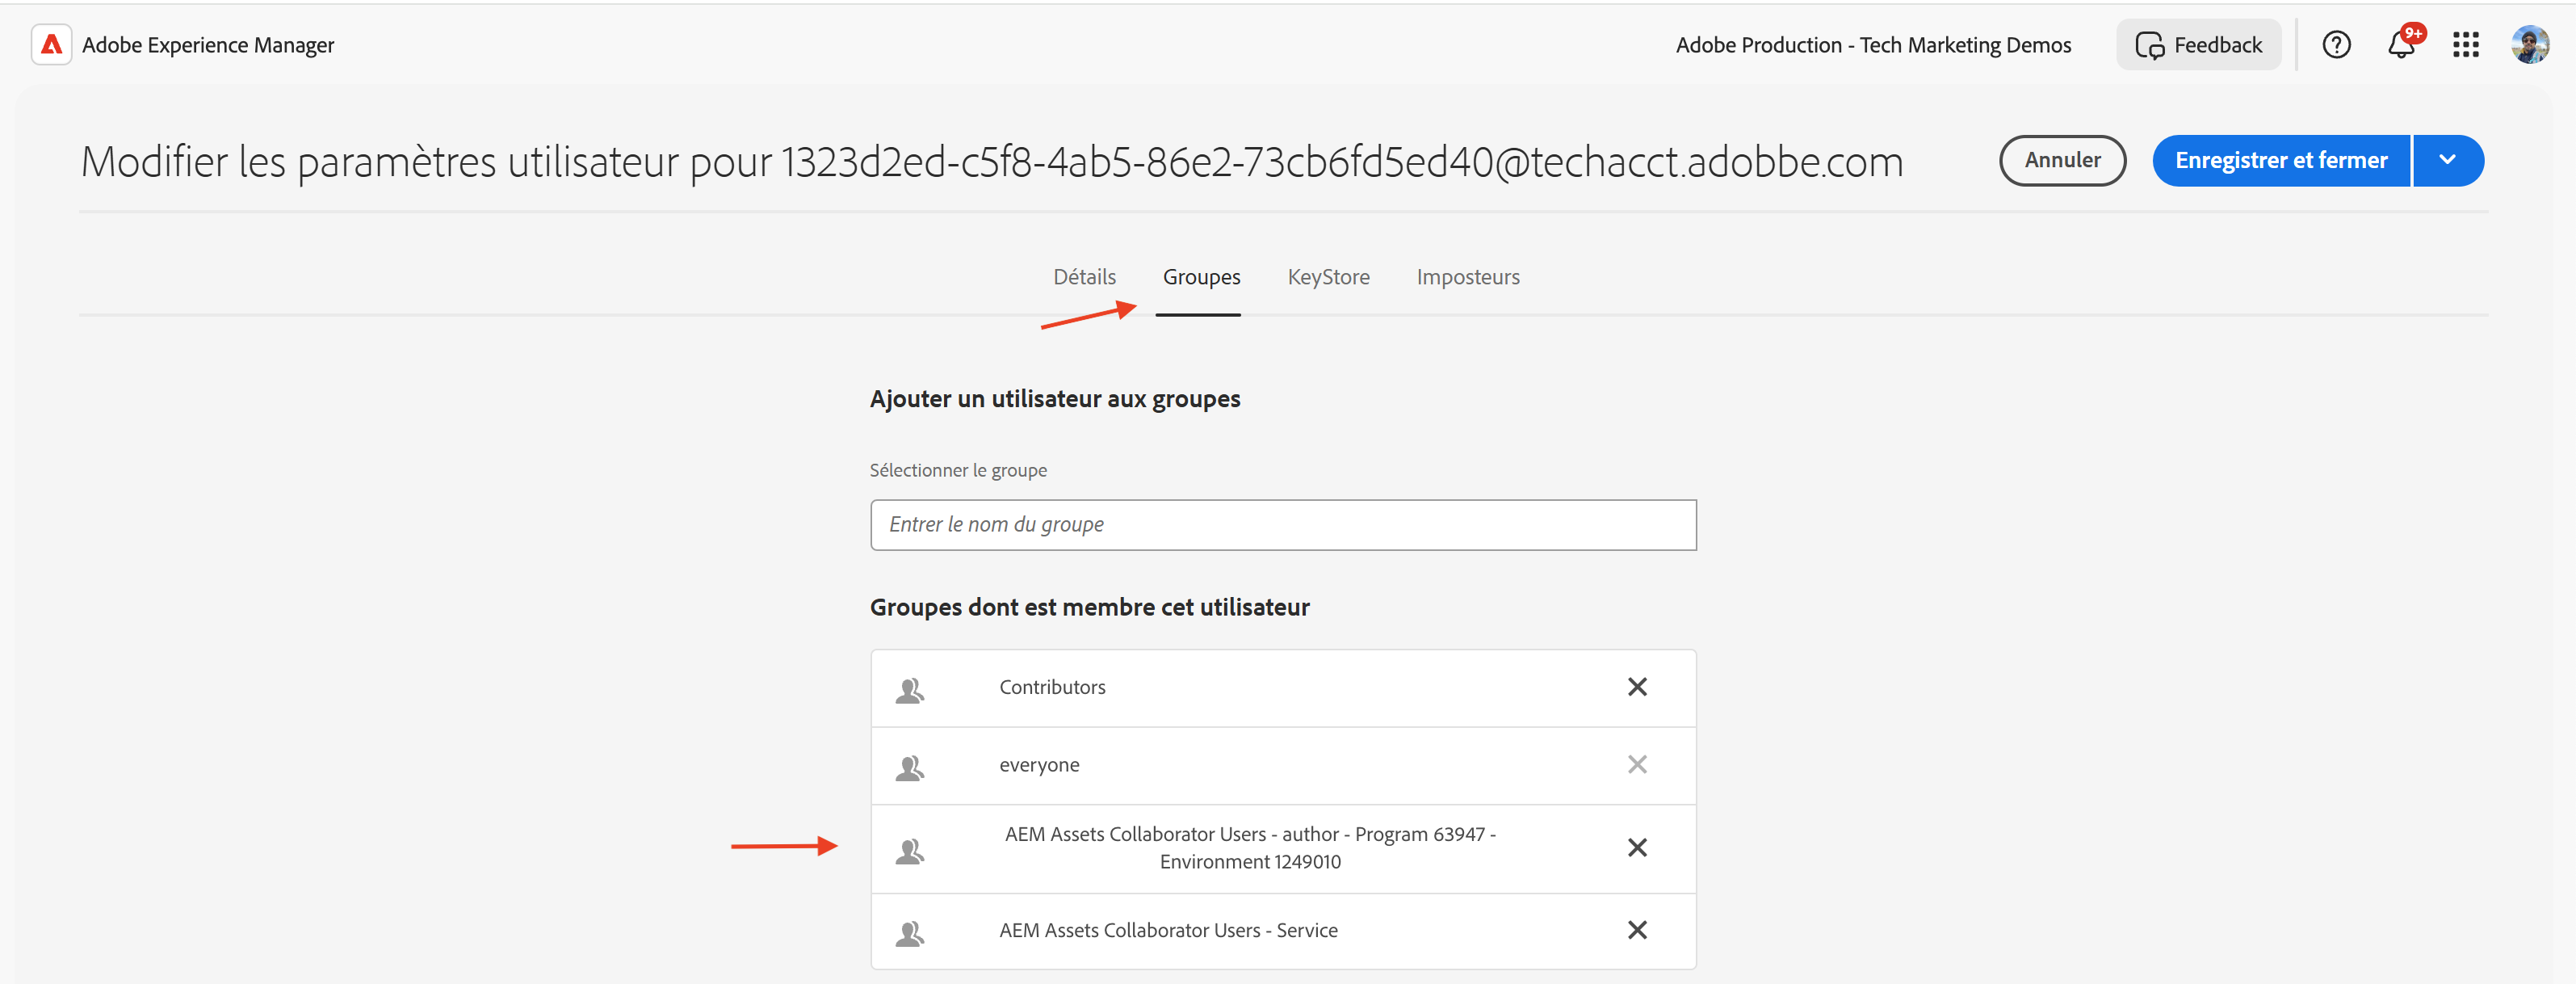 Adobe Experience Manager
Adobe Production - Tech Marketing Demos
Feedback
9+
Modifier les paramètres utilisateur pour 1323d2ed-c5f8-4ab5-86e2-73cb6fd5ed40@techacct.adobbe.com
Annuler
Enregistrer et fermer
Détails
Groupes
KeyStore
Imposteurs
Ajouter un utilisateur aux groupes
Sélectionner le groupe
Entrer le nom du groupe
Groupes dont est membre cet utilisateur
Contributors
everyone
AEM Assets Collaborator Users - author - Program 63947 -
Environment 1249010
AEM Assets Collaborator Users - Service